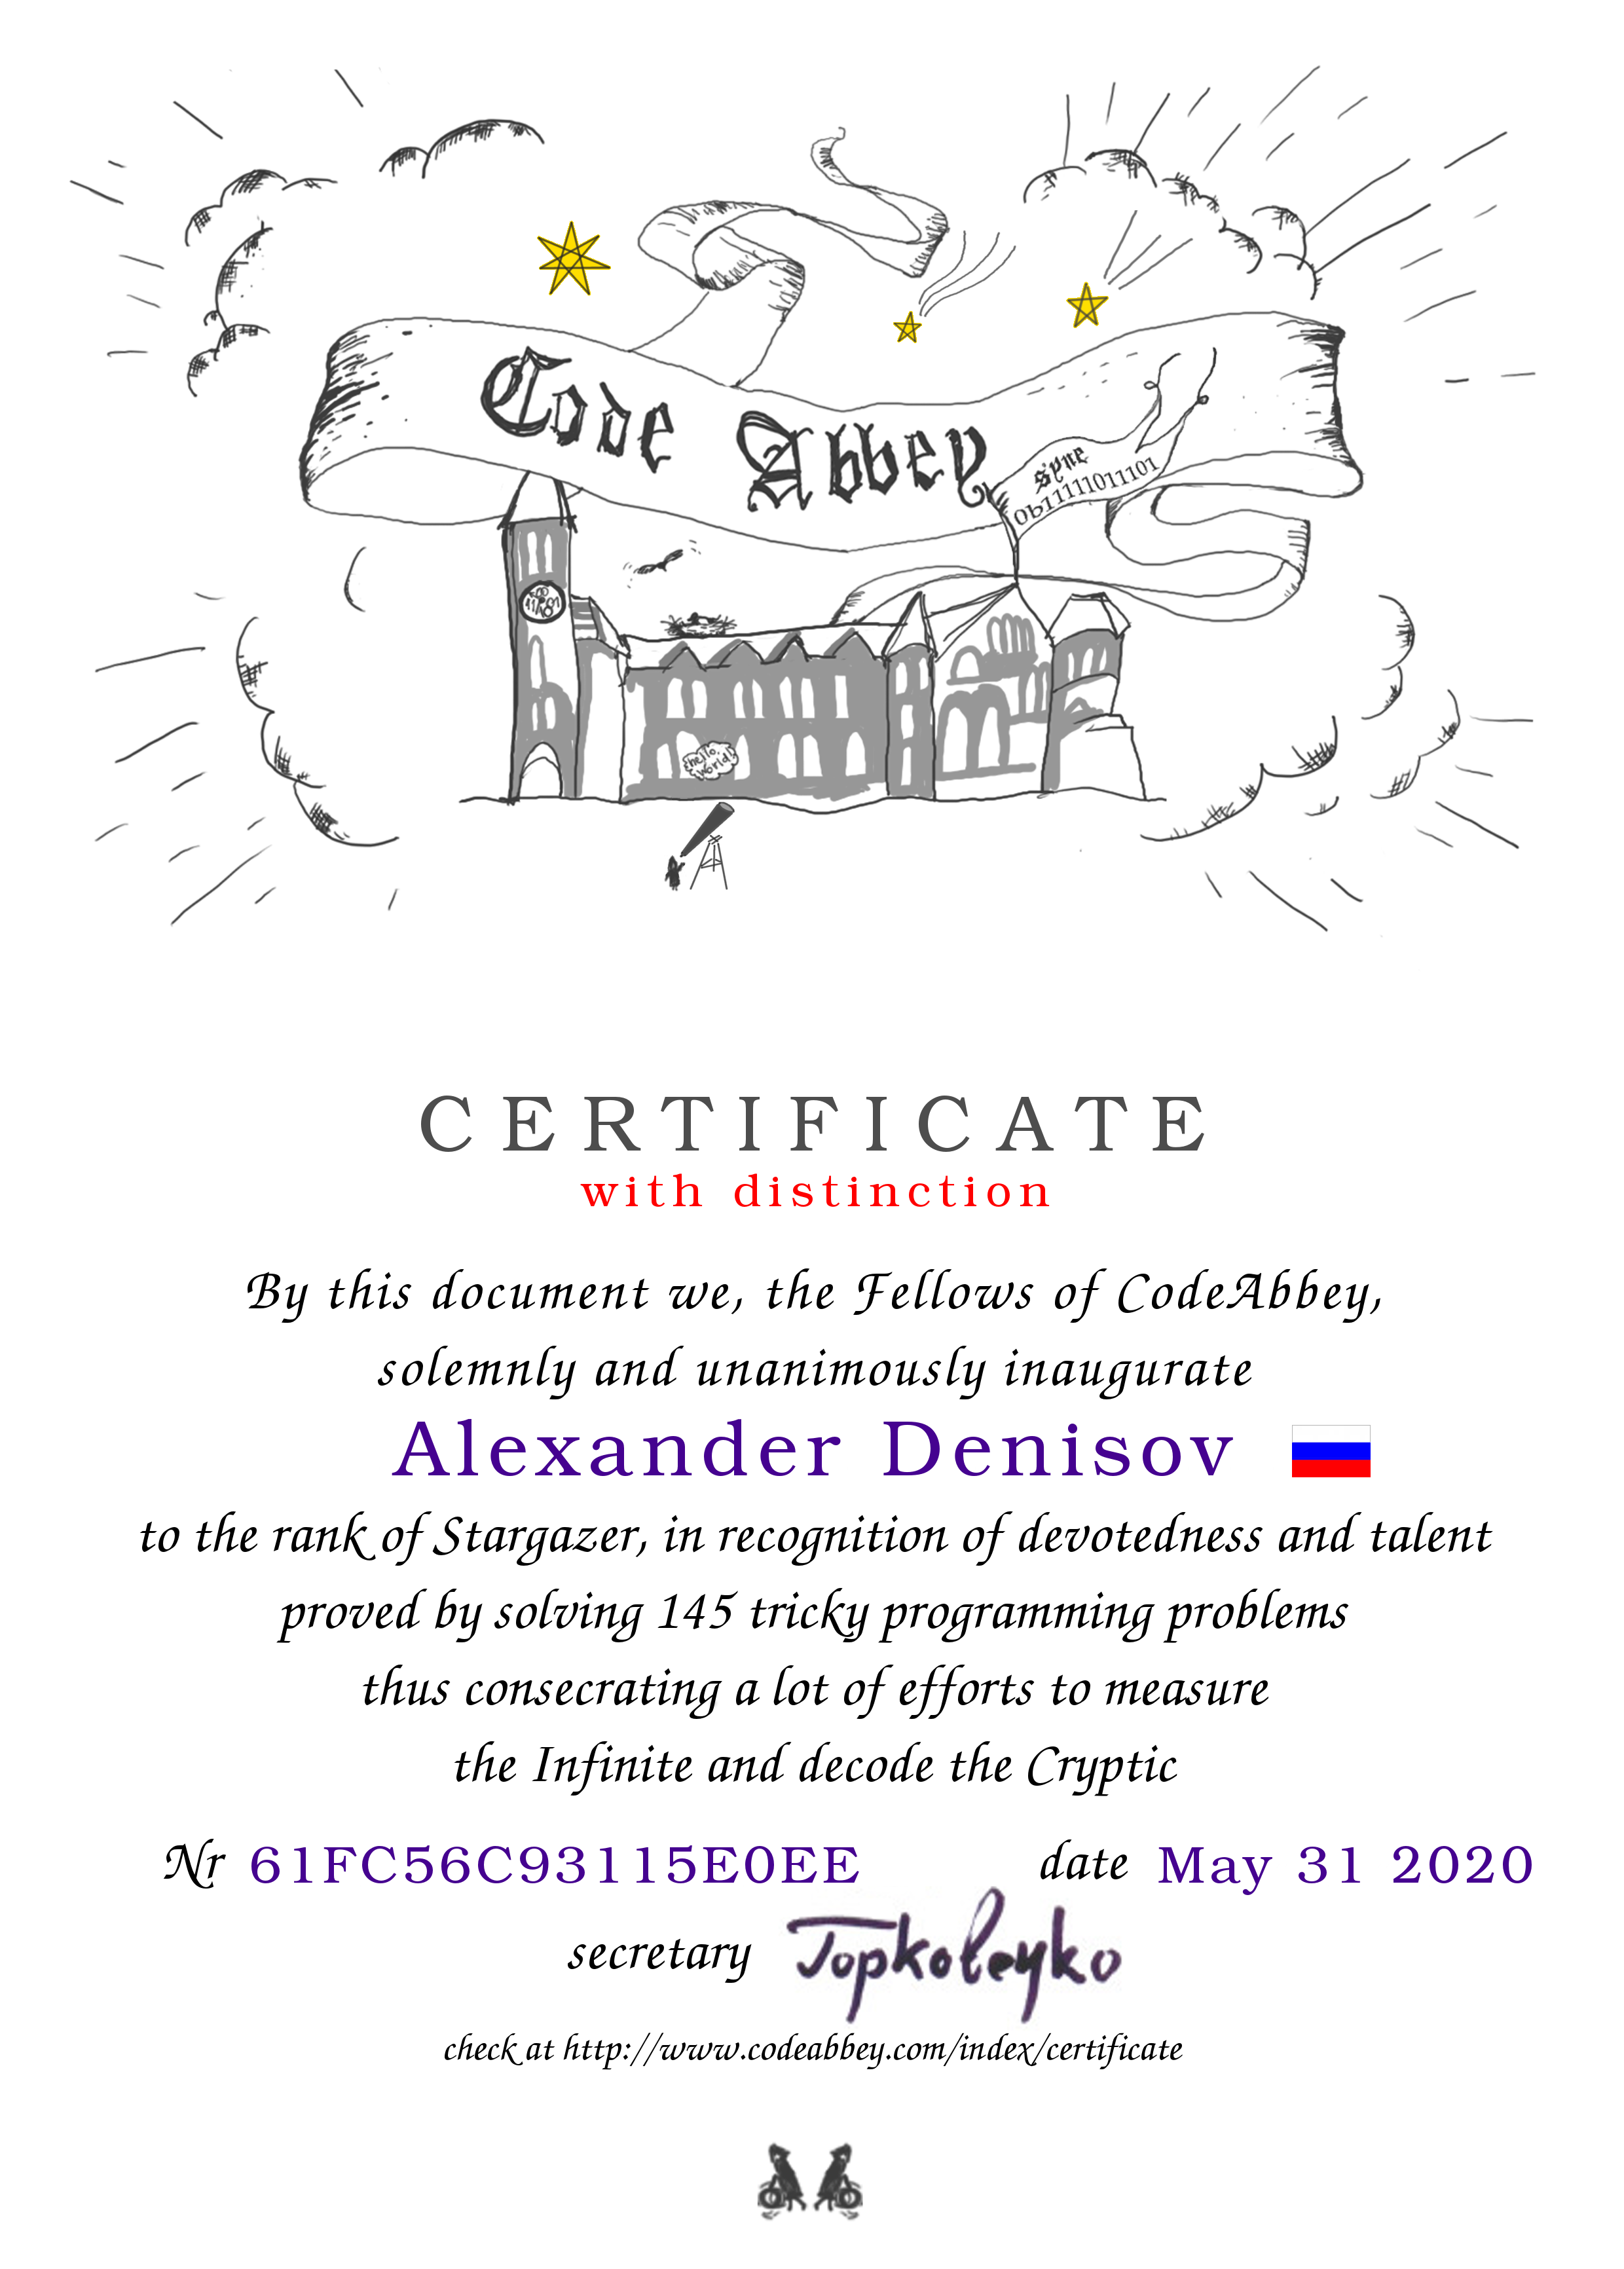 Code Abbey
syne
0b11111011101
hello,
world!
CERTIFICATE
with distinction
By this document we, the Fellows of CodeAbbey,
solemnly and unanimously inaugurate
Alexander Denisov
to the rank of Stargazer, in recognition of devotedness and talent
proved by solving 145 tricky programming problems
thus consecrating a lot of efforts to measure
the Infinite and decode the Cryptic
Nr 61FC56C93115E0EE date May 31 2020
secretary
check at http://www.codeabbey.com/index/certificate